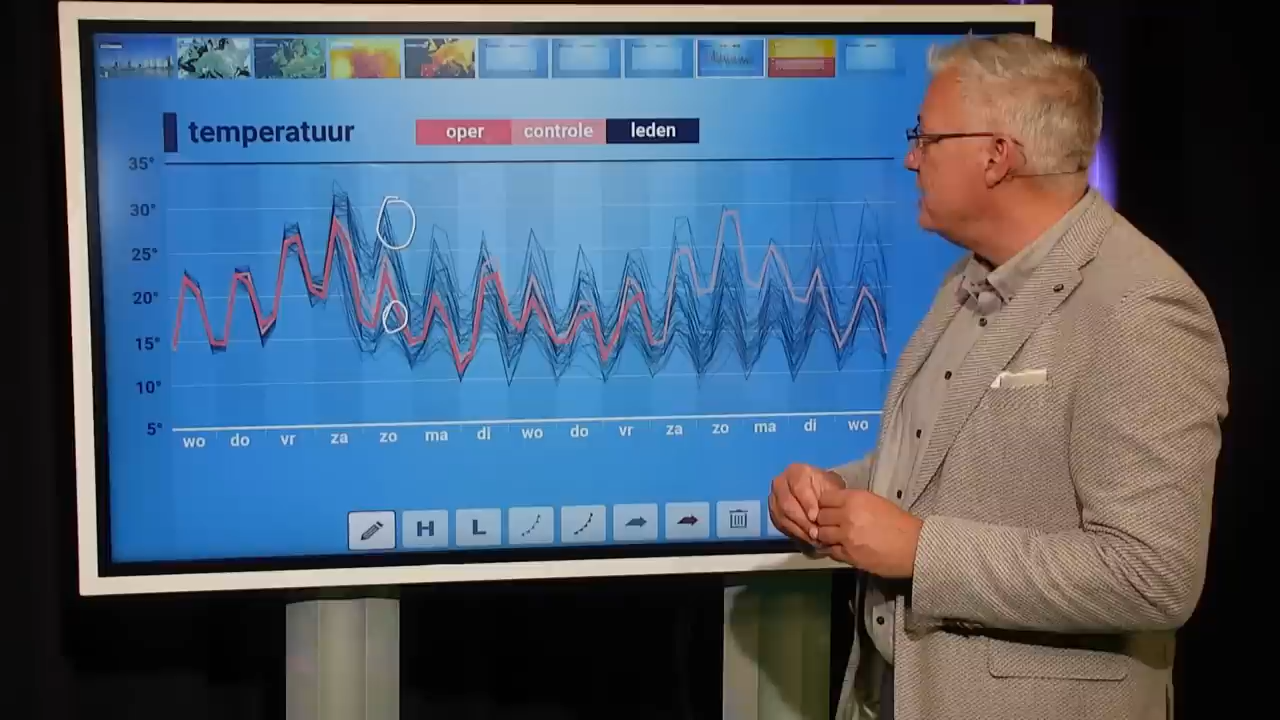 temperatuur
oper controle leden
35°
30°
25°
20°
15°
10°
5°
wo do vr za zo ma di wo do vr za zo ma di wo
H L